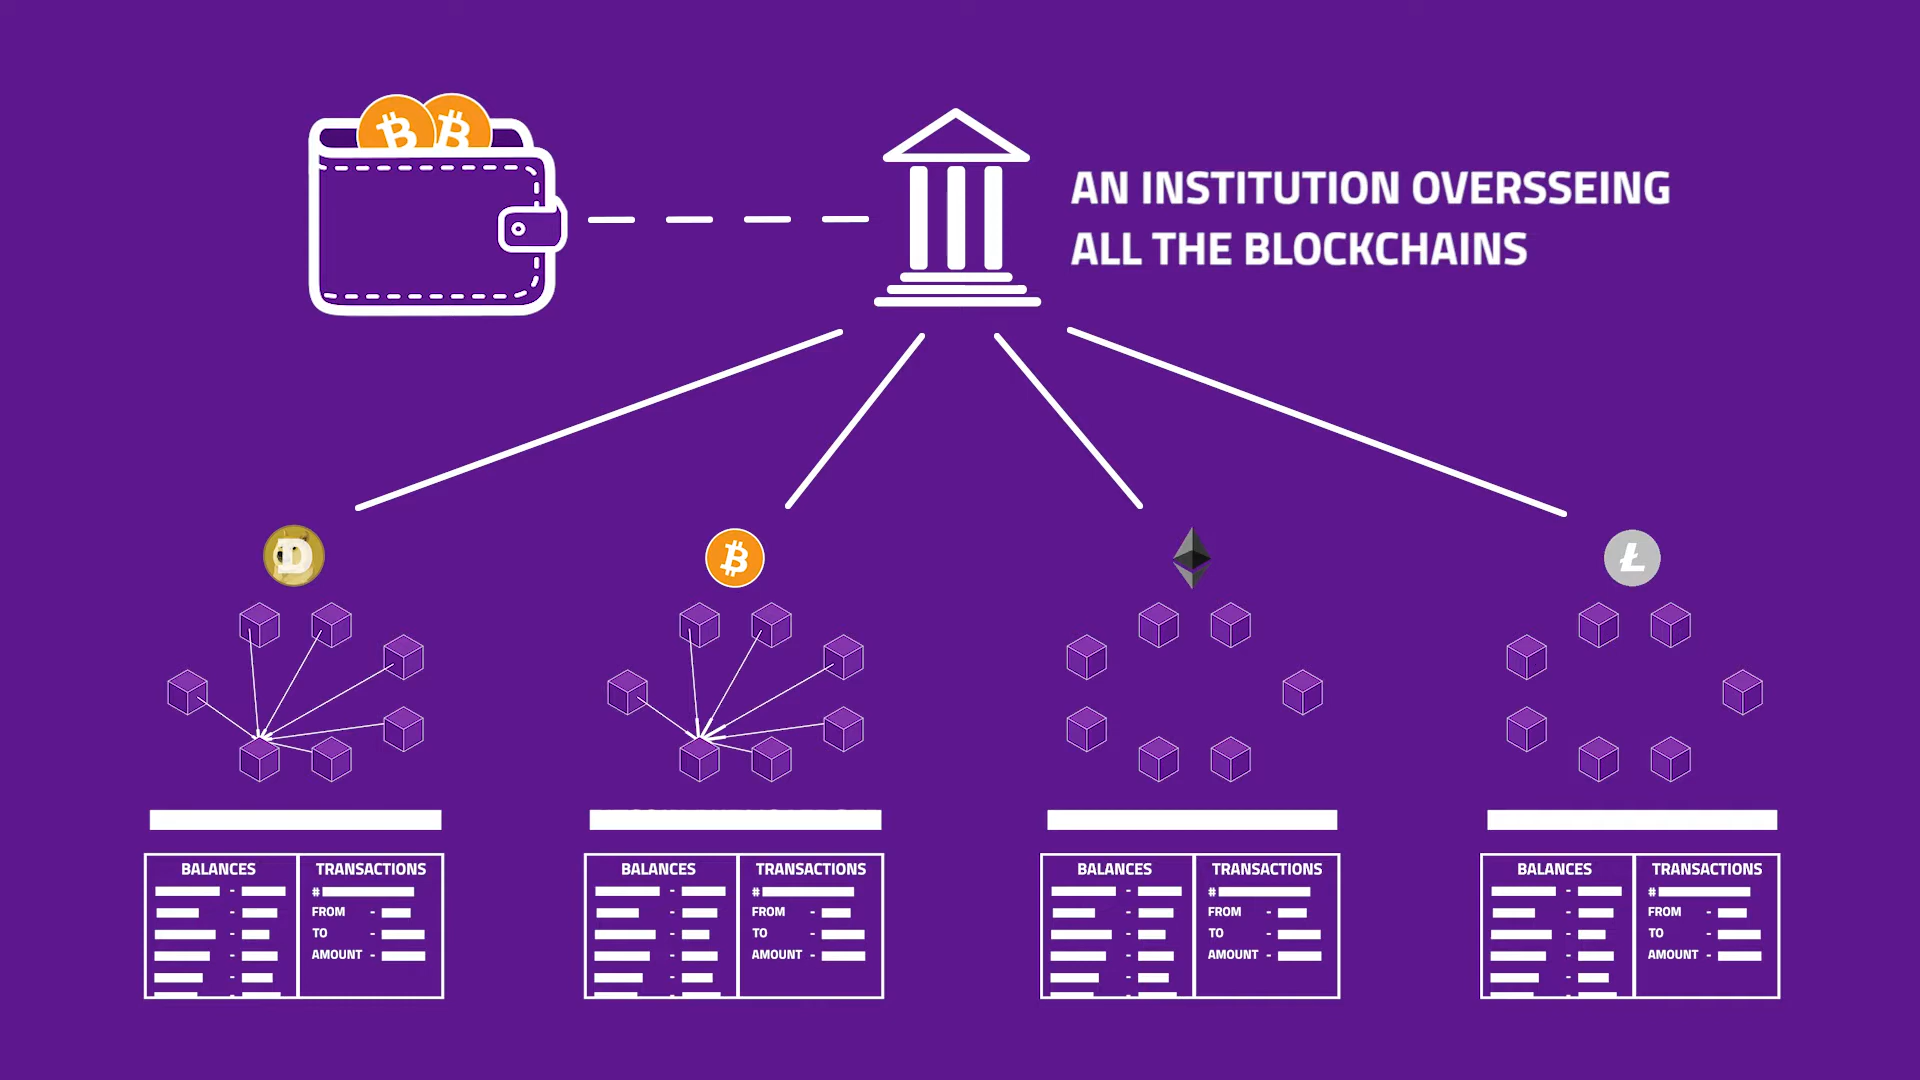 AN INSTITUTION OVERSSEING
ALL THE BLOCKCHAINS
BALANCES
TRANSACTIONS
#
FROM -
TO -
AMOUNT -
BALANCES
TRANSACTIONS
#
FROM -
TO -
AMOUNT -
BALANCES
TRANSACTIONS
#
FROM -
TO -
AMOUNT -
BALANCES
TRANSACTIONS
#
FROM -
TO -
AMOUNT -